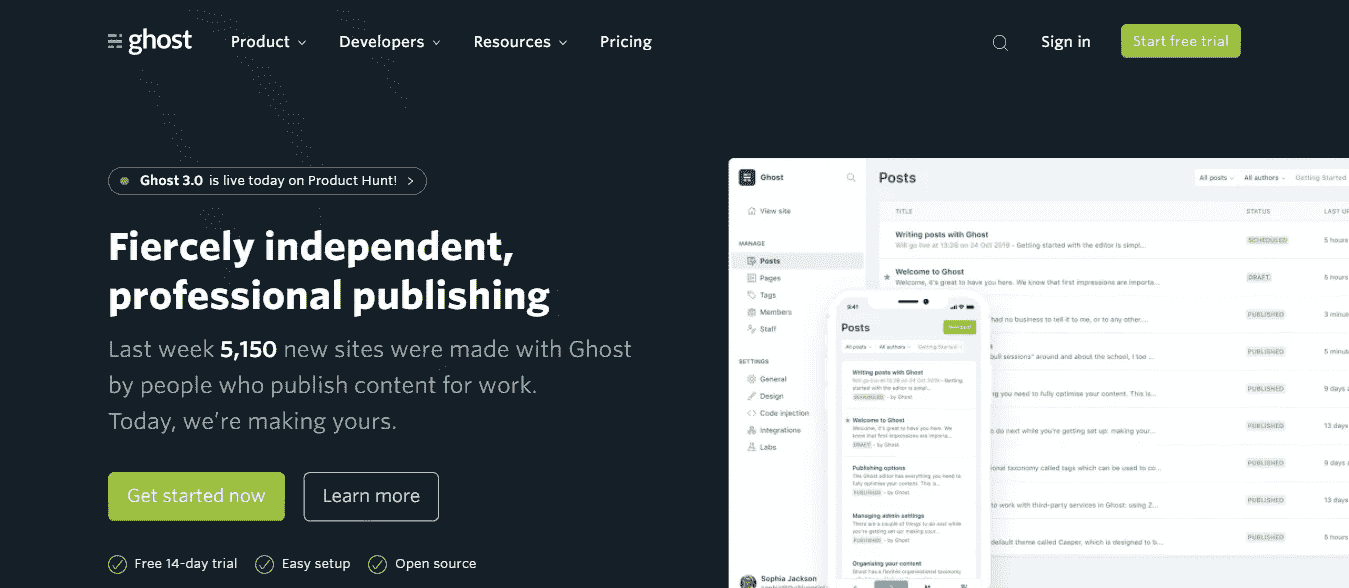 ghost
Product
Developers
Resources
Pricing
Sign in
Start free trial
Ghost 3.0 is live today on Product Hunt!
Fiercely independent,
professional publishing
Last week 5,150 new sites were made with Ghost
by people who publish content for work.
Today, we’re making yours.
Get started now
Learn more
Free 14-day trial
Easy setup
Open source
Ghost
View site
MANAGE
Posts
Pages
Tags
Members
Staff
SETTINGS
General
Design
Code injection
Integrations
Labs
Sophia Jackson
Posts
All posts
All authors
Getting Started
TITLE
STATUS
LAST UP
Writing posts with Ghost
Will go live at 13:26 on 24 Oct 2019 - Getting started with the editor is simpl...
SCHEDULED
5 hours
Welcome to Ghost
Welcome, it's great to have you here. We know that first impressions are importa...
DRAFT
5 hours
had no business to tell it to me, or to any other....
PUBLISHED
3 minut
bull sessions" around and about the school, I too ...
PUBLISHED
5 minut
ng you need to fully optimise your content. This is...
PUBLISHED
9 days a
o do next while you're getting set up: making your...
PUBLISHED
13 days
onal taxonomy called tags which can be used to co...
PUBLISHED
9 days a
to work with third-party services in Ghost: using Z...
PUBLISHED
13 days
default theme called Casper, which is designed to b...
PUBLISHED
5 hours
9:41
Posts
All posts
All authors
Getting Started
Writing posts with Ghost
Will go live at 13:26 on 24 Oct 2019 - Getting
started with the editor is simpl...
SCHEDULED - by Ghost
Welcome to Ghost
Welcome, it's great to have you here. We
know that first impressions are importa...
DRAFT - by Ghost
Publishing options
The Ghost editor has everything you need to
fully optimise your content. This is...
PUBLISHED - by Ghost
Managing admin settings
There are a couple of things to do next while
you're getting set up: making your...
PUBLISHED - by Ghost
Organising your content
Ghost has a flexible organisational taxonomy